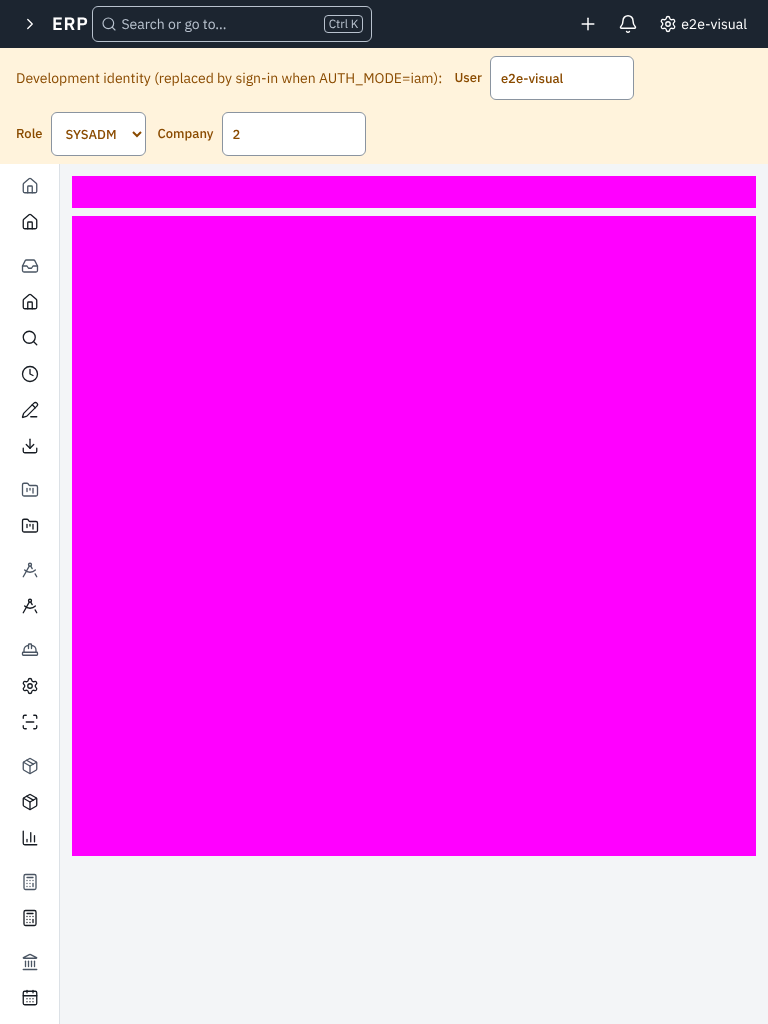 ERP Search or go to... Ctrl K e2e-visual
Development identity (replaced by sign-in when AUTH_MODE=iam): User e2e-visual
Role SYSADM Company 2